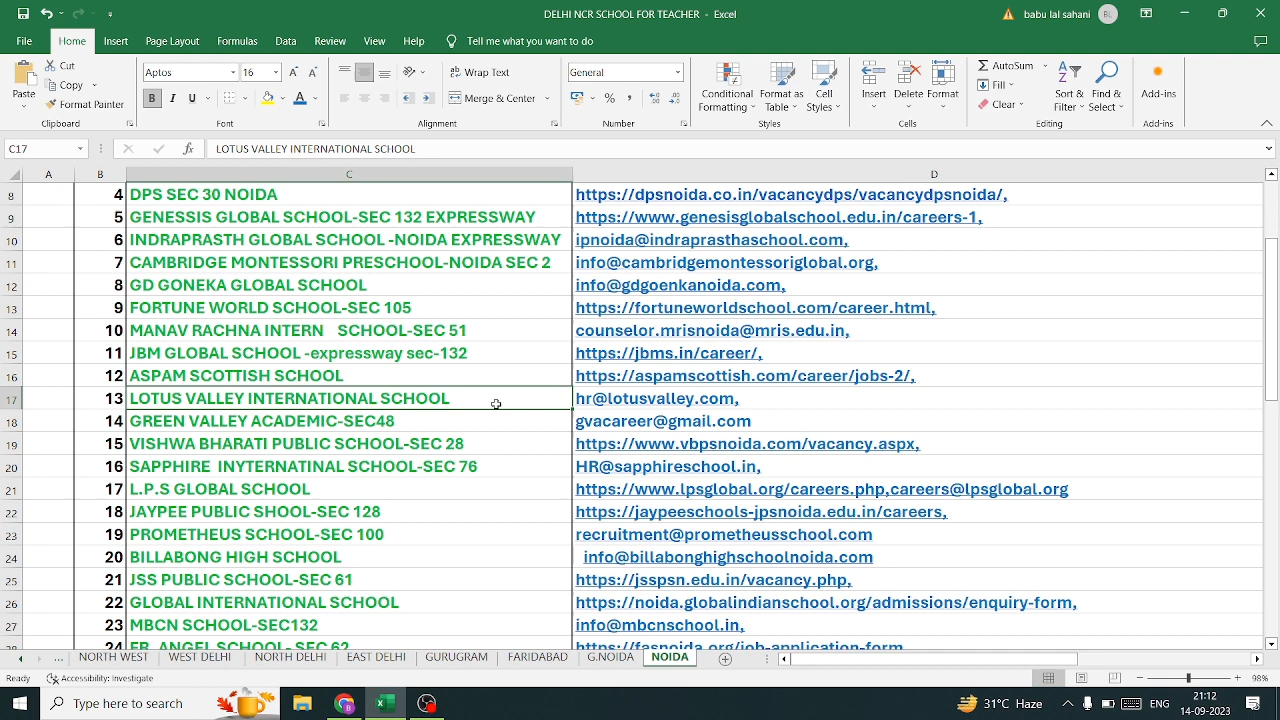 DELHI NCR SCHOOL FOR TEACHER - Excel
babu lal sahani BL
File Home Insert Page Layout Formulas Data Review View Help Tell me what you want to do
Paste Cut Copy Format Painter
Clipboard
Aptos 16
B I U A
Font
Wrap Text
Merge & Center
Alignment
General
% ,
Number
Conditional Formatting Format as Table Cell Styles
Styles
Insert Delete Format
Cells
AutoSum Fill Clear Sort & Filter Find & Select
Editing
Add-ins
Add-ins
C17 fx LOTUS VALLEY INTERNATIONAL SCHOOL
A B C D
8 4 DPS SEC 30 NOIDA https://dpsnoida.co.in/vacancydps/vacancydpsnoida/,
9 5 GENESSIS GLOBAL SCHOOL-SEC 132 EXPRESSWAY https://www.genesisglobalschool.edu.in/careers-1,
10 6 INDRAPRASTH GLOBAL SCHOOL -NOIDA EXPRESSWAY ipnoida@indraprasthaschool.com,
11 7 CAMBRIDGE MONTESSORI PRESCHOOL-NOIDA SEC 2 info@cambridgemontessoriglobal.org,
12 8 GD GONEKA GLOBAL SCHOOL info@gdgoenkanoida.com,
13 9 FORTUNE WORLD SCHOOL-SEC 105 https://fortuneworldschool.com/career.html,
14 10 MANAV RACHNA INTERN SCHOOL-SEC 51 counselor.mrisnoida@mris.edu.in,
15 11 JBM GLOBAL SCHOOL -expressway sec-132 https://jbms.in/career/,
16 12 ASPAM SCOTTISH SCHOOL https://aspamscottish.com/career/jobs-2/,
17 13 LOTUS VALLEY INTERNATIONAL SCHOOL hr@lotusvalley.com,
18 14 GREEN VALLEY ACADEMIC-SEC48 gvacareer@gmail.com
19 15 VISHWA BHARATI PUBLIC SCHOOL-SEC 28 https://www.vbpsnoida.com/vacancy.aspx,
20 16 SAPPHIRE INYTERNATINAL SCHOOL-SEC 76 HR@sapphireschool.in,
21 17 L.P.S GLOBAL SCHOOL https://www.lpsglobal.org/careers.php,careers@lpsglobal.org
22 18 JAYPEE PUBLIC SHOOL-SEC 128 https://jaypeeschools-jpsnoida.edu.in/careers,
23 19 PROMETHEUS SCHOOL-SEC 100 recruitment@prometheusschool.com
24 20 BILLABONG HIGH SCHOOL info@billabonghighschoolnoida.com
25 21 JSS PUBLIC SCHOOL-SEC 61 https://jsspsn.edu.in/vacancy.php,
26 22 GLOBAL INTERNATIONAL SCHOOL https://noida.globalindianschool.org/admissions/enquiry-form,
27 23 MBCN SCHOOL-SEC132 info@mbcnschool.in,
28 24 FR. ANGEL SCHOOL- SEC 62 https://fasnoida.org/job-application-form
... NORTH WEST WEST DELHI NORTH DELHI EAST DELHI GURUGRAM FARIDABAD G.NOIDA NOIDA
Ready Accessibility: Investigate 98%
Type here to search 31°C Haze ENG 21:12
14-09-2023